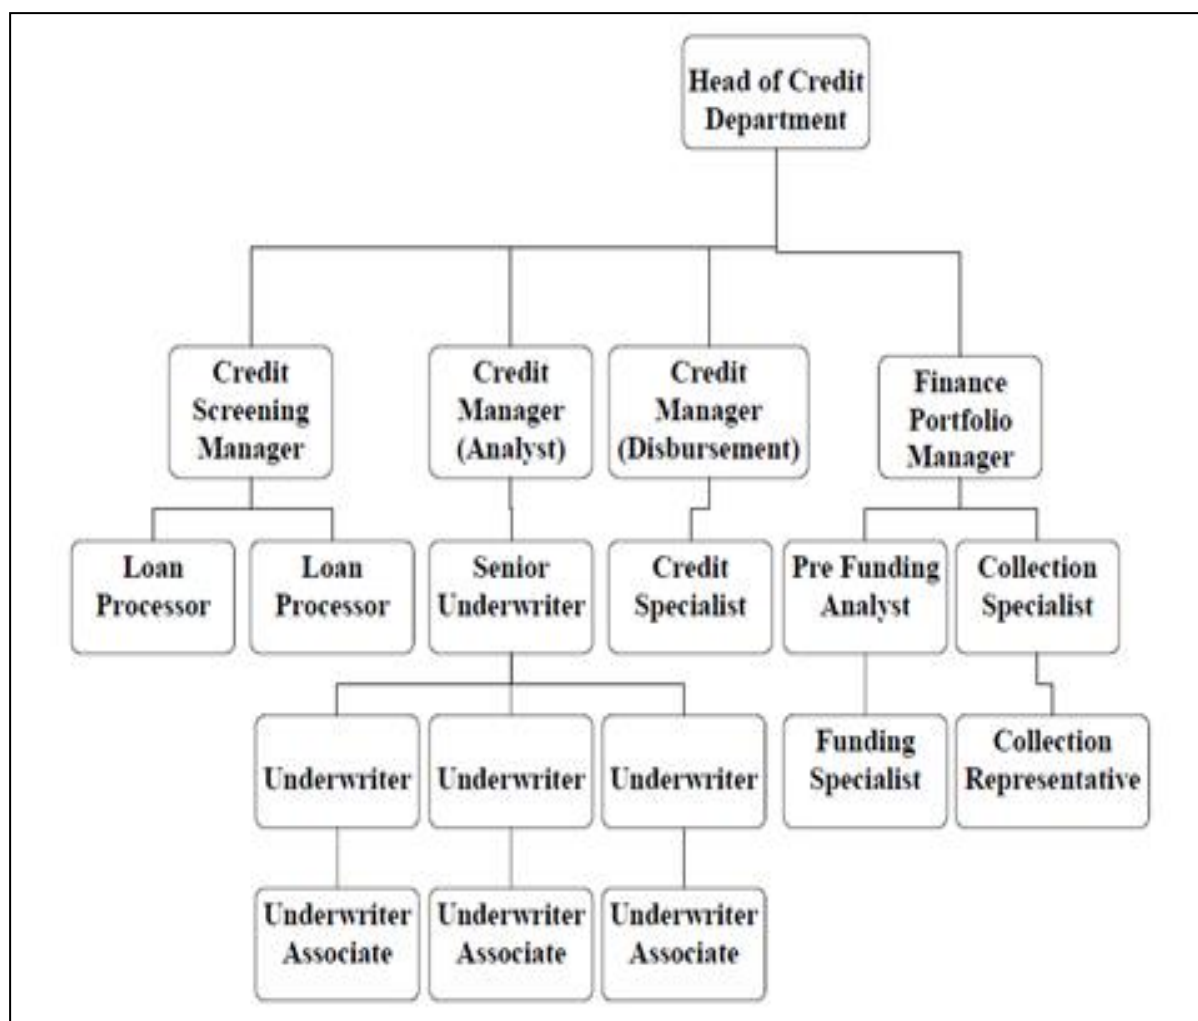 Head of Credit
Department
Credit
Screening
Manager
Credit
Manager
(Analyst)
Credit
Manager
(Disbursement)
Finance
Portfolio
Manager
Loan
Processor
Loan
Processor
Senior
Underwriter
Credit
Specialist
Pre Funding
Analyst
Collection
Specialist
Underwriter
Underwriter
Underwriter
Funding
Specialist
Collection
Representative
Underwriter
Associate
Underwriter
Associate
Underwriter
Associate